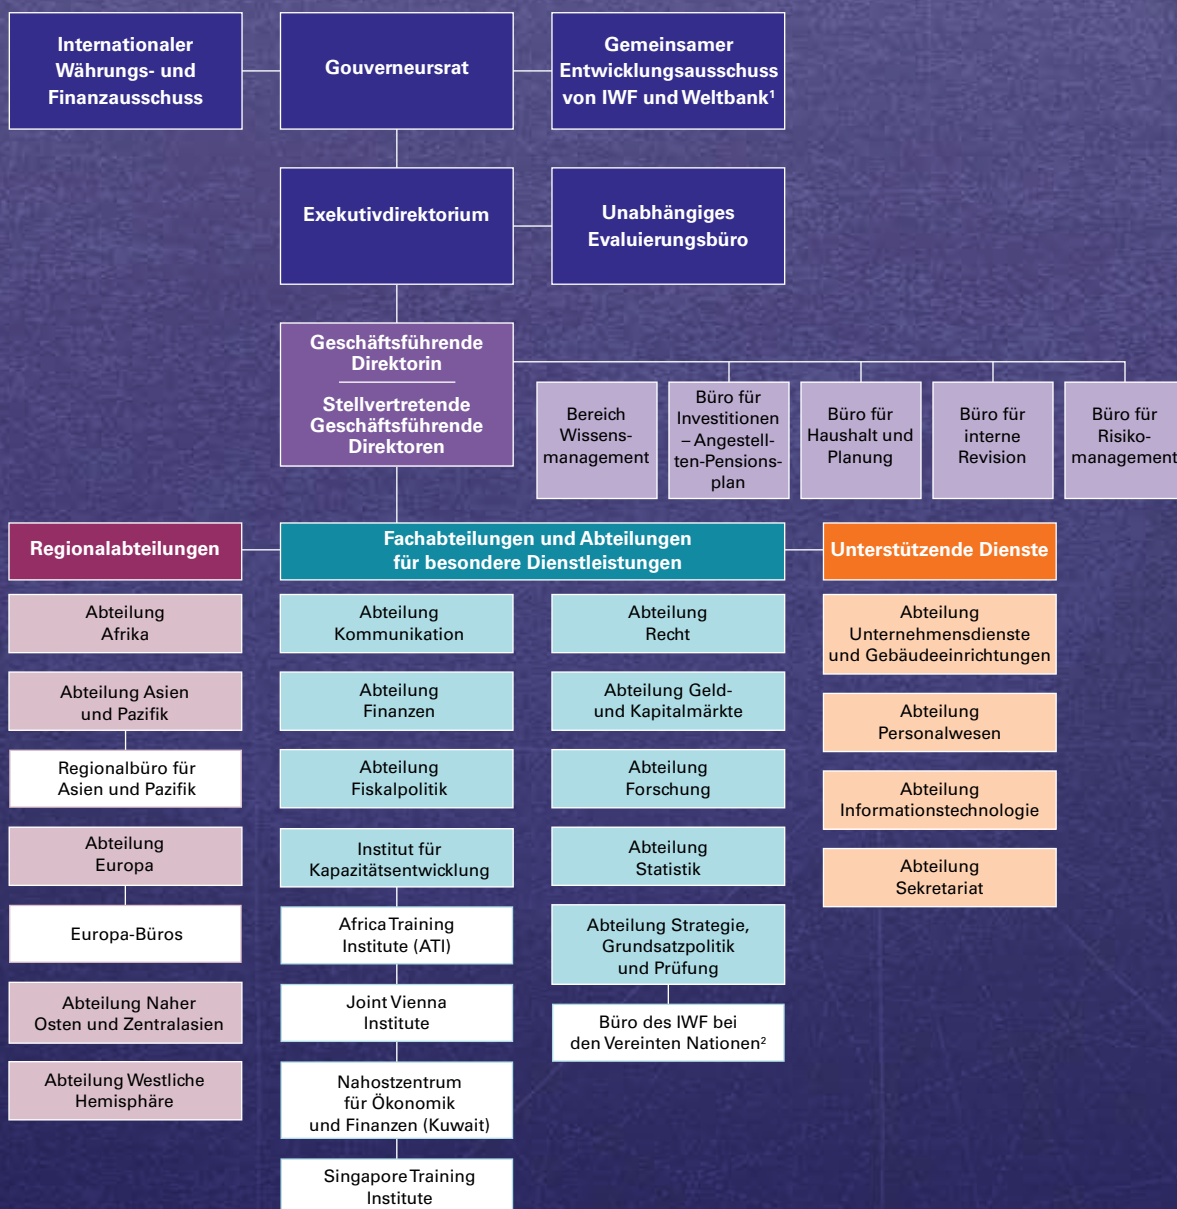 Internationaler
Währungs- und
Finanzausschuss
Gouverneursrat
Gemeinsamer
Entwicklungsausschuss
von IWF und Weltbank¹
Exekutivdirektorium
Unabhängiges
Evaluierungsbüro
Geschäftsführende
Direktorin
Stellvertretende
Geschäftsführende
Direktoren
Bereich
Wissens-
management
Büro für
Investitionen
– Angestell-
ten-Pensions-
plan
Büro für
Haushalt und
Planung
Büro für
interne
Revision
Büro für
Risiko-
management
Regionalabteilungen
Abteilung
Afrika
Abteilung Asien
und Pazifik
Regionalbüro für
Asien und Pazifik
Abteilung
Europa
Europa-Büros
Abteilung Naher
Osten und Zentralasien
Abteilung Westliche
Hemisphäre
Fachabteilungen und Abteilungen
für besondere Dienstleistungen
Abteilung
Kommunikation
Abteilung
Finanzen
Abteilung
Fiskalpolitik
Institut für
Kapazitätsentwicklung
Africa Training
Institute (ATI)
Joint Vienna
Institute
Nahostzentrum
für Ökonomik
und Finanzen (Kuwait)
Singapore Training
Institute
Abteilung
Recht
Abteilung Geld-
und Kapitalmärkte
Abteilung
Forschung
Abteilung
Statistik
Abteilung Strategie,
Grundsatzpolitik
und Prüfung
Büro des IWF bei
den Vereinten Nationen²
Unterstützende Dienste
Abteilung
Unternehmensdienste
und Gebäudeeinrichtungen
Abteilung
Personalwesen
Abteilung
Informationstechnologie
Abteilung
Sekretariat